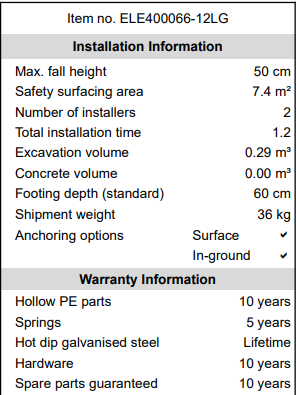 Item no. ELE400066-12LG
Installation Information
Max. fall height 50 cm
Safety surfacing area 7.4 m²
Number of installers 2
Total installation time 1.2
Excavation volume 0.29 m³
Concrete volume 0.00 m³
Footing depth (standard) 60 cm
Shipment weight 36 kg
Anchoring options Surface ✔
In-ground ✔
Warranty Information
Hollow PE parts 10 years
Springs 5 years
Hot dip galvanised steel Lifetime
Hardware 10 years
Spare parts guaranteed 10 years